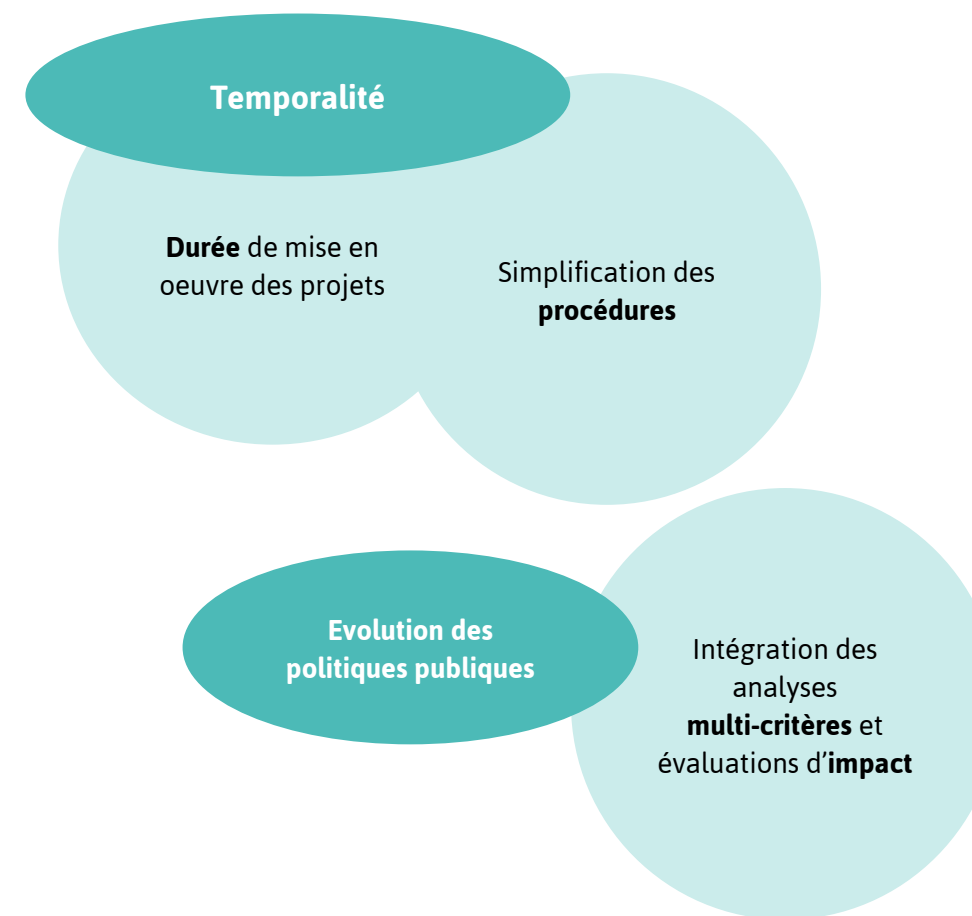 Temporalité
Durée de mise en
oeuvre des projets
Simplification des
procédures
Evolution des
politiques publiques
Intégration des
analyses
multi-critères et
évaluations d’impact